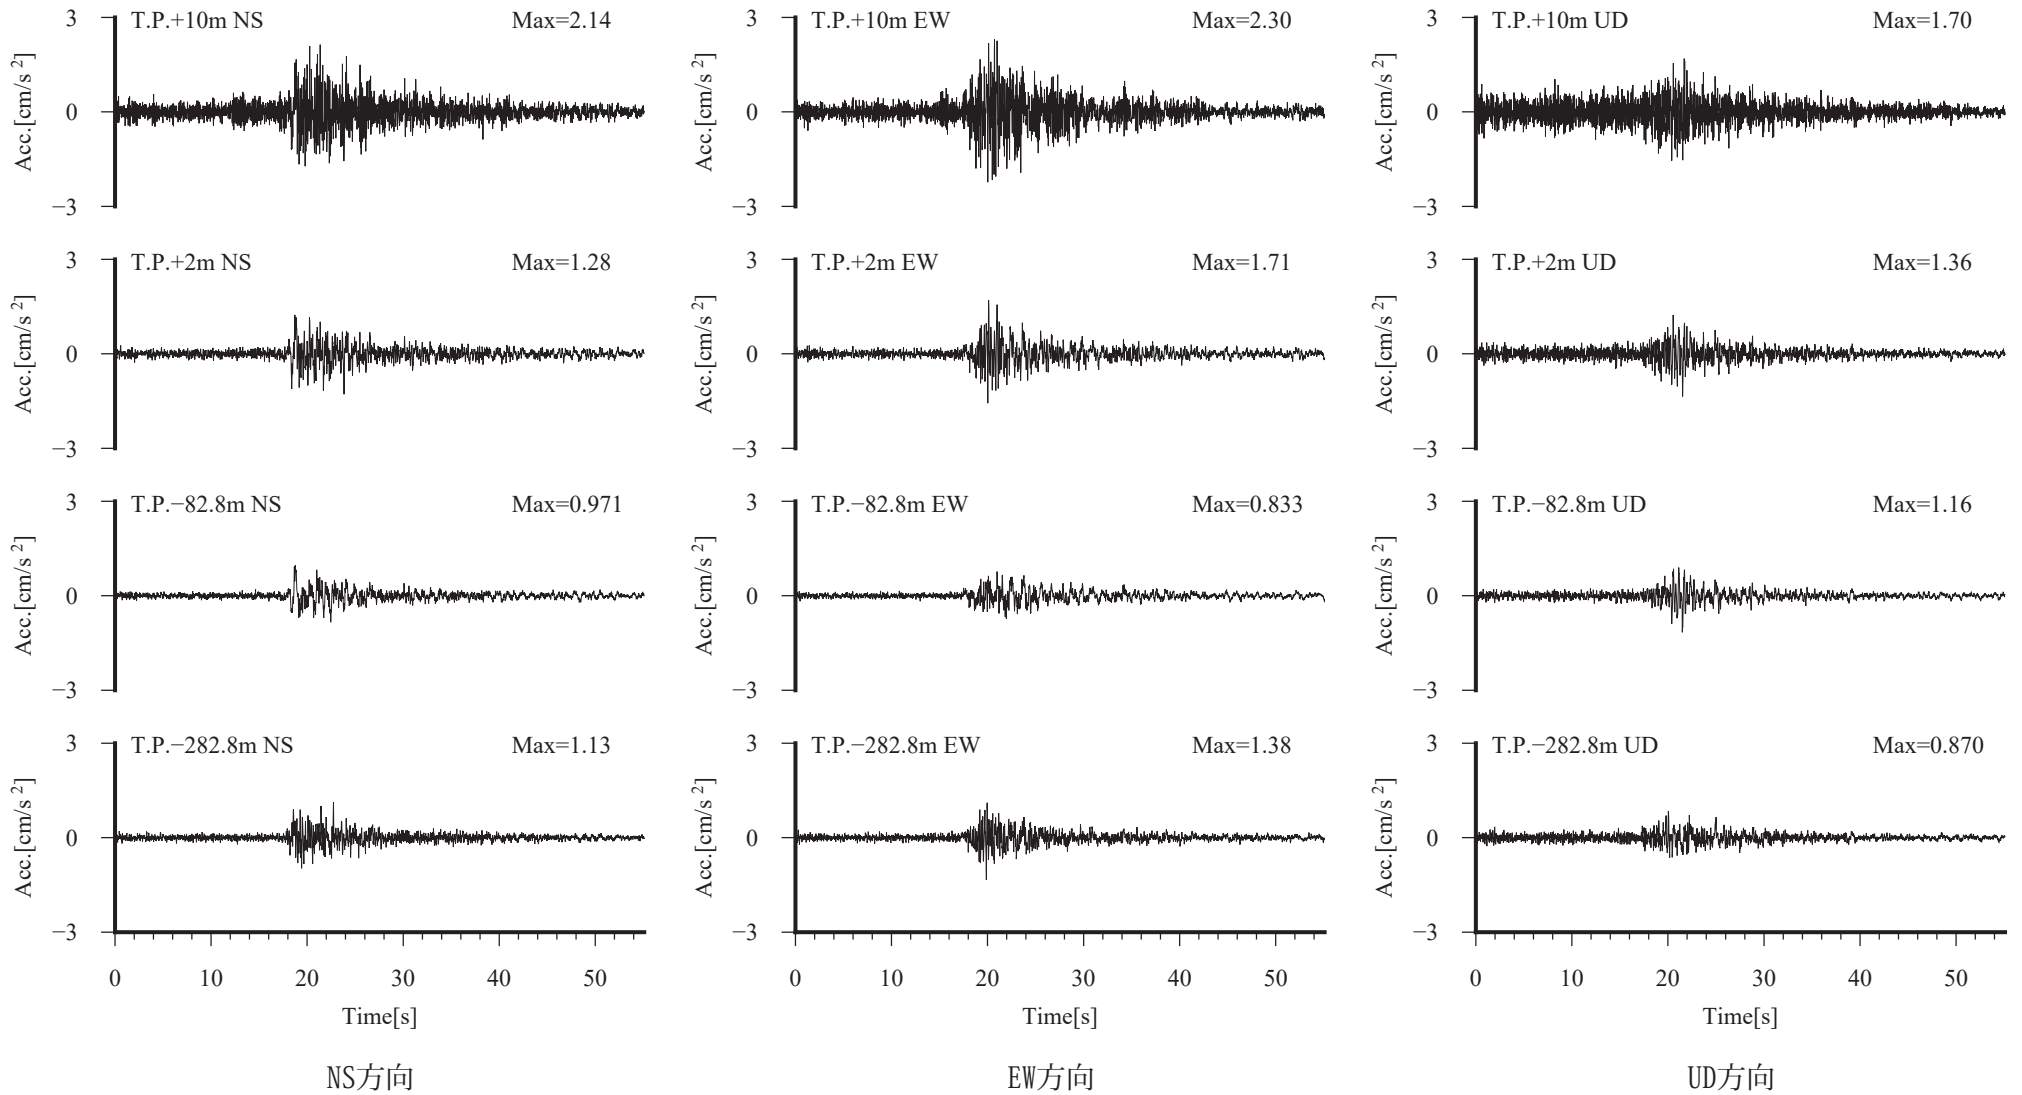 T.P.+10m NS Max=2.14
3
0
−3
Acc.[cm/s²]
T.P.+2m NS Max=1.28
3
0
−3
Acc.[cm/s²]
T.P.−82.8m NS Max=0.971
3
0
−3
Acc.[cm/s²]
T.P.−282.8m NS Max=1.13
3
0
−3
Acc.[cm/s²]
0 10 20 30 40 50
Time[s]
NS方向
T.P.+10m EW Max=2.30
3
0
−3
Acc.[cm/s²]
T.P.+2m EW Max=1.71
3
0
−3
Acc.[cm/s²]
T.P.−82.8m EW Max=0.833
3
0
−3
Acc.[cm/s²]
T.P.−282.8m EW Max=1.38
3
0
−3
Acc.[cm/s²]
0 10 20 30 40 50
Time[s]
EW方向
T.P.+10m UD Max=1.70
3
0
−3
Acc.[cm/s²]
T.P.+2m UD Max=1.36
3
0
−3
Acc.[cm/s²]
T.P.−82.8m UD Max=1.16
3
0
−3
Acc.[cm/s²]
T.P.−282.8m UD Max=0.870
3
0
−3
Acc.[cm/s²]
0 10 20 30 40 50
Time[s]
UD方向